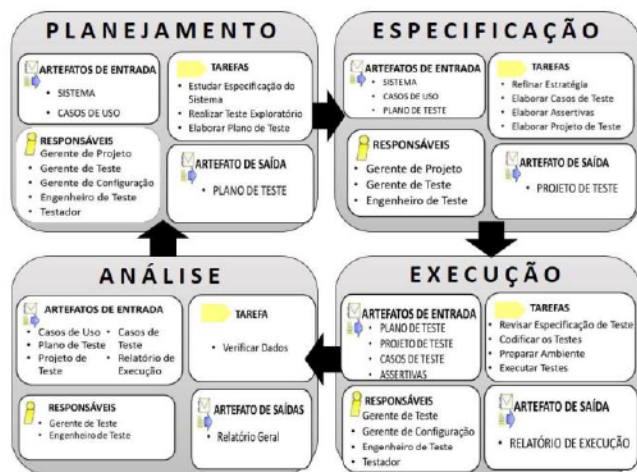 PLANEJAMENTO
ARTEFATOS DE ENTRADA
• SISTEMA
• CASOS DE USO
TAREFAS
• Estudar Especificação do
Sistema
• Realizar Teste Exploratório
• Elaborar Plano de Teste
RESPONSÁVEIS
Gerente de Projeto
• Gerente de Teste
• Gerente de Configuração
• Engenheiro de Teste
• Testador
ARTEFATO DE SAÍDA
• PLANO DE TESTE
ESPECIFICAÇÃO
ARTEFATOS DE ENTRADA
• SISTEMA
• CASOS DE USO
• PLANO DE TESTE
TAREFAS
• Refinar Estratégia
• Elaborar Casos de Teste
• Elaborar Assertivas
• Elaborar Projeto de Teste
RESPONSÁVEIS
• Gerente de Projeto
• Gerente de Teste
• Engenheiro de Teste
ARTEFATO DE SAÍDA
• PROJETO DE TESTE
ANÁLISE
ARTEFATOS DE ENTRADA
• Casos de Uso
• Plano de Teste
• Projeto de
Teste
• Casos de
Teste
• Relatório de
Execução
TAREFA
• Verificar Dados
RESPONSÁVEIS
• Gerente de Teste
• Engenheiro de Teste
ARTEFATO DE SAÍDAS
• Relatório Geral
EXECUÇÃO
ARTEFATOS DE ENTRADA
• PLANO DE TESTE
• PROJETO DE TESTE
• CASOS DE TESTE
• ASSERTIVAS
TAREFAS
• Revisar Especificação de Teste
• Codificar os Testes
• Preparar Ambiente
• Executar Testes
RESPONSÁVEIS
Gerente de Teste
• Gerente de Configuração
• Engenheiro de Teste
• Testador
ARTEFATO DE SAÍDA
• RELATÓRIO DE EXECUÇÃO